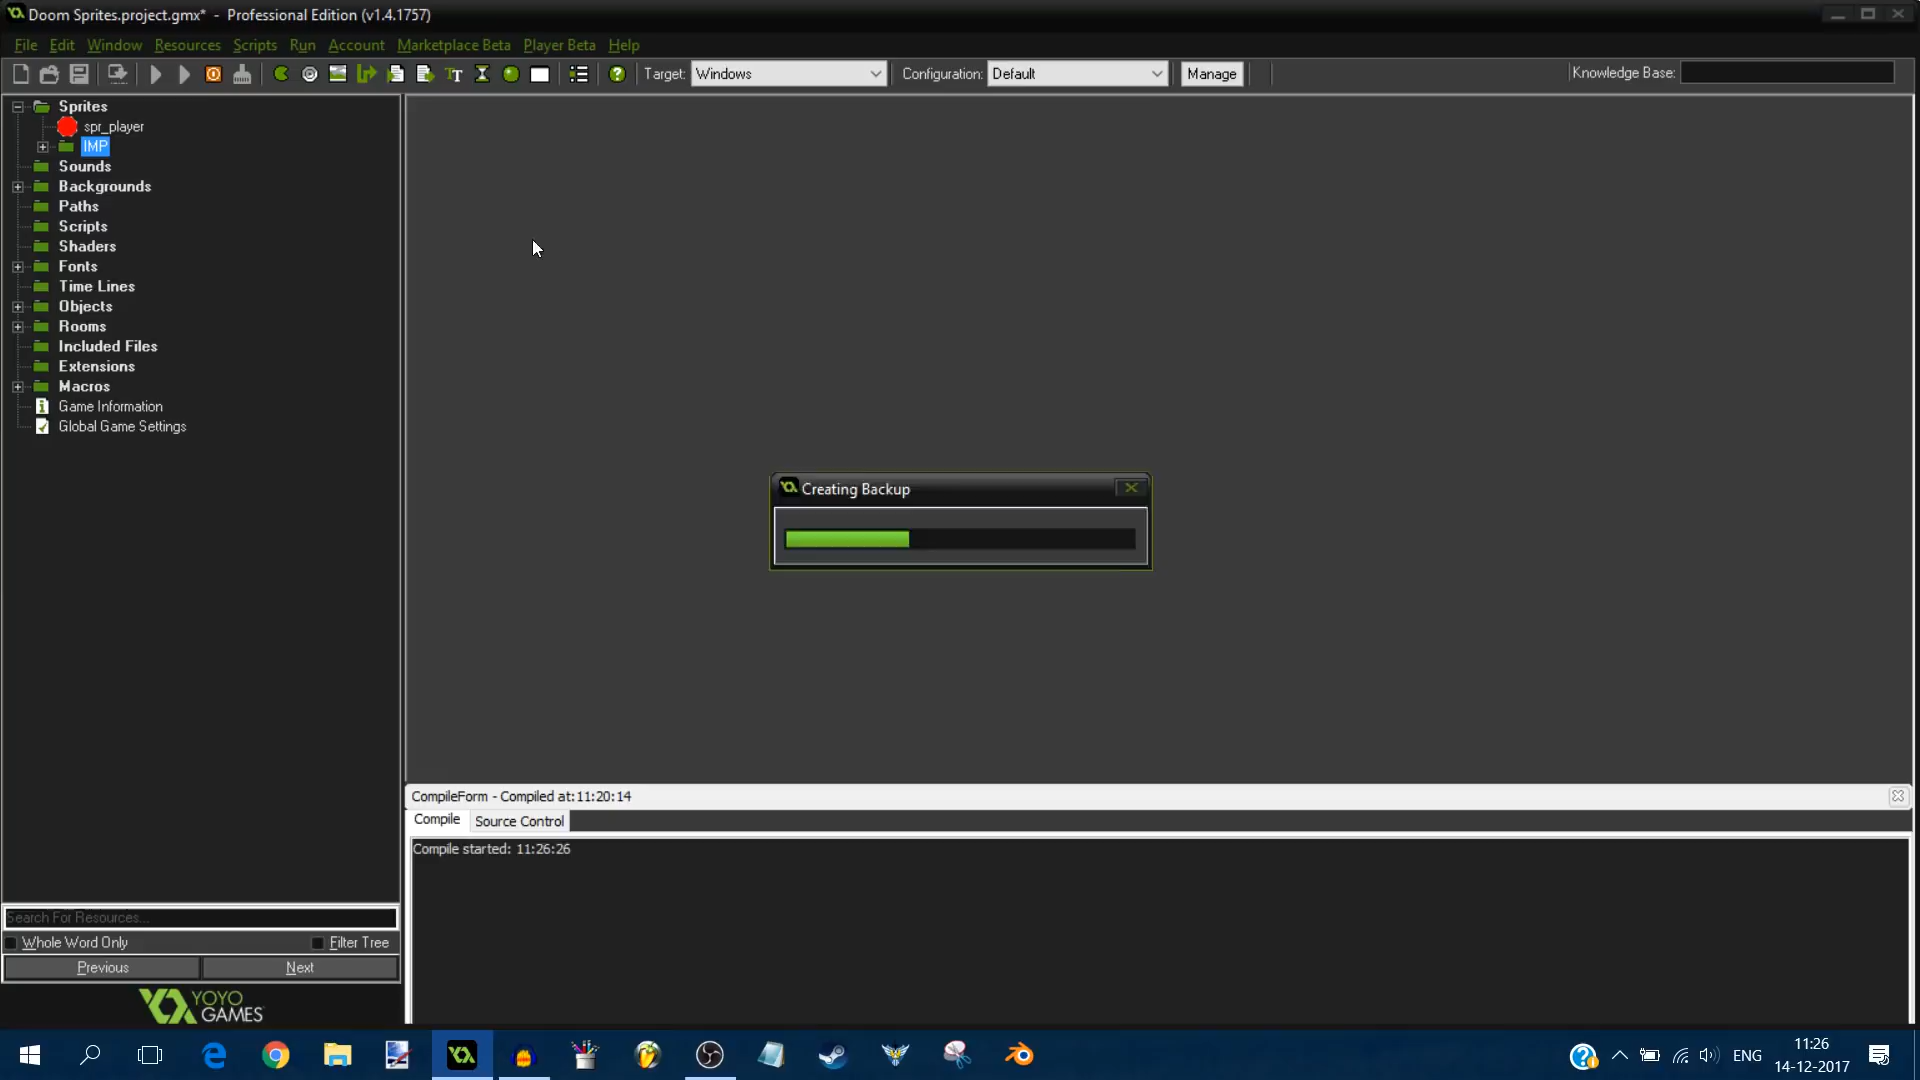 Doom Sprites.project.gmx* - Professional Edition (v1.4.1757)
File Edit Window Resources Scripts Run Account Marketplace Beta Player Beta Help
Target: Windows Configuration: Default Manage Knowledge Base:
Sprites
spr_player
IMP
Sounds
Backgrounds
Paths
Scripts
Shaders
Fonts
Time Lines
Objects
Rooms
Included Files
Extensions
Macros
Game Information
Global Game Settings
Creating Backup
CompileForm - Compiled at:11:20:14
Compile Source Control
Compile started: 11:26:26
Search For Resources...
Whole Word Only Filter Tree
Previous Next
YOYO
GAMES
ENG
11:26
14-12-2017